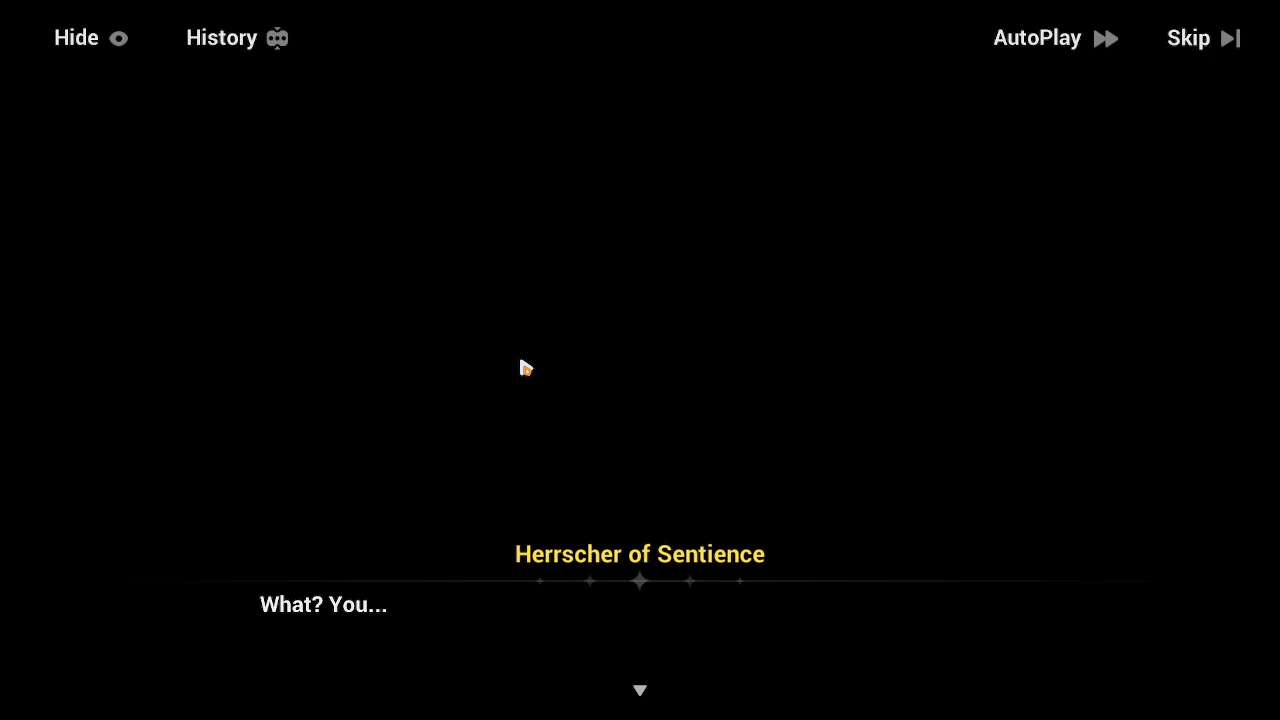 Hide
History
AutoPlay
Skip
Herrscher of Sentience
What? You...